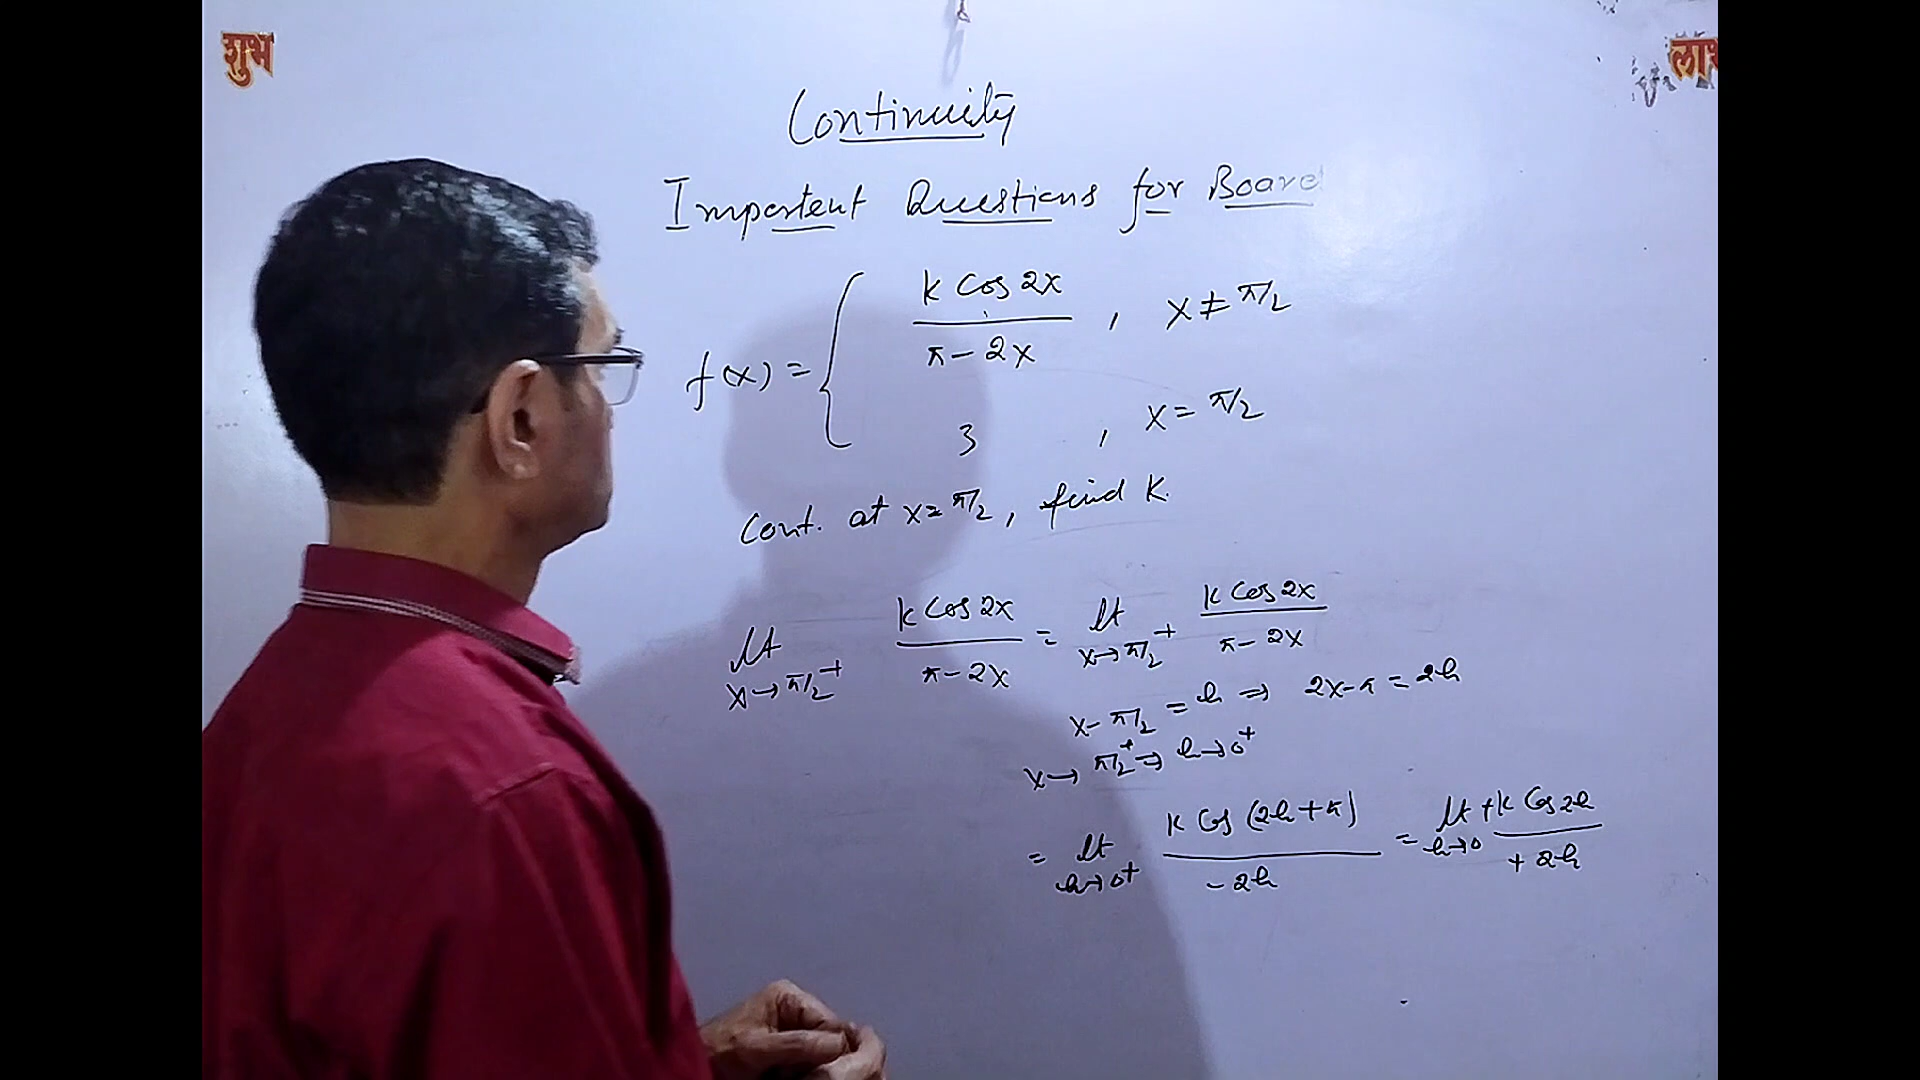 शुभ
लाभ
Continuity
Important Questions for Board
f(x) = { k Cos 2x / π - 2x , x ≠ π/2
3 , x = π/2
Cont. at x = π/2, find k.
lt x→π/2+ k Cos 2x / π - 2x = lt x→π/2+ k Cos 2x / π - 2x
x - π/2 = h ⇒ 2x - π = 2h
x → π/2+ ⇒ h→0+
= lt h→0+ k Cos (2h + π) / - 2h = lt h→0 + k Cos 2h / + 2h